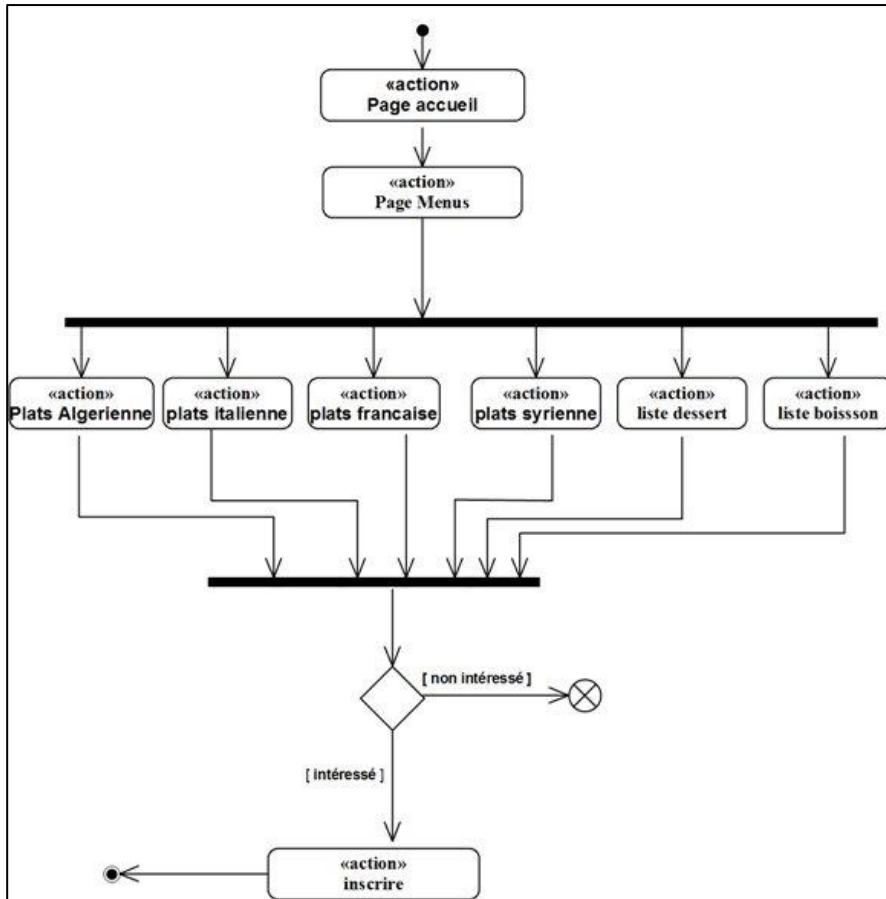 «action»
Page accueil
«action»
Page Menus
«action»
Plats Algerienne
«action»
plats italienne
«action»
plats francaise
«action»
plats syrienne
«action»
liste dessert
«action»
liste boissson
[ non intéressé ]
[ intéressé ]
«action»
inscrire